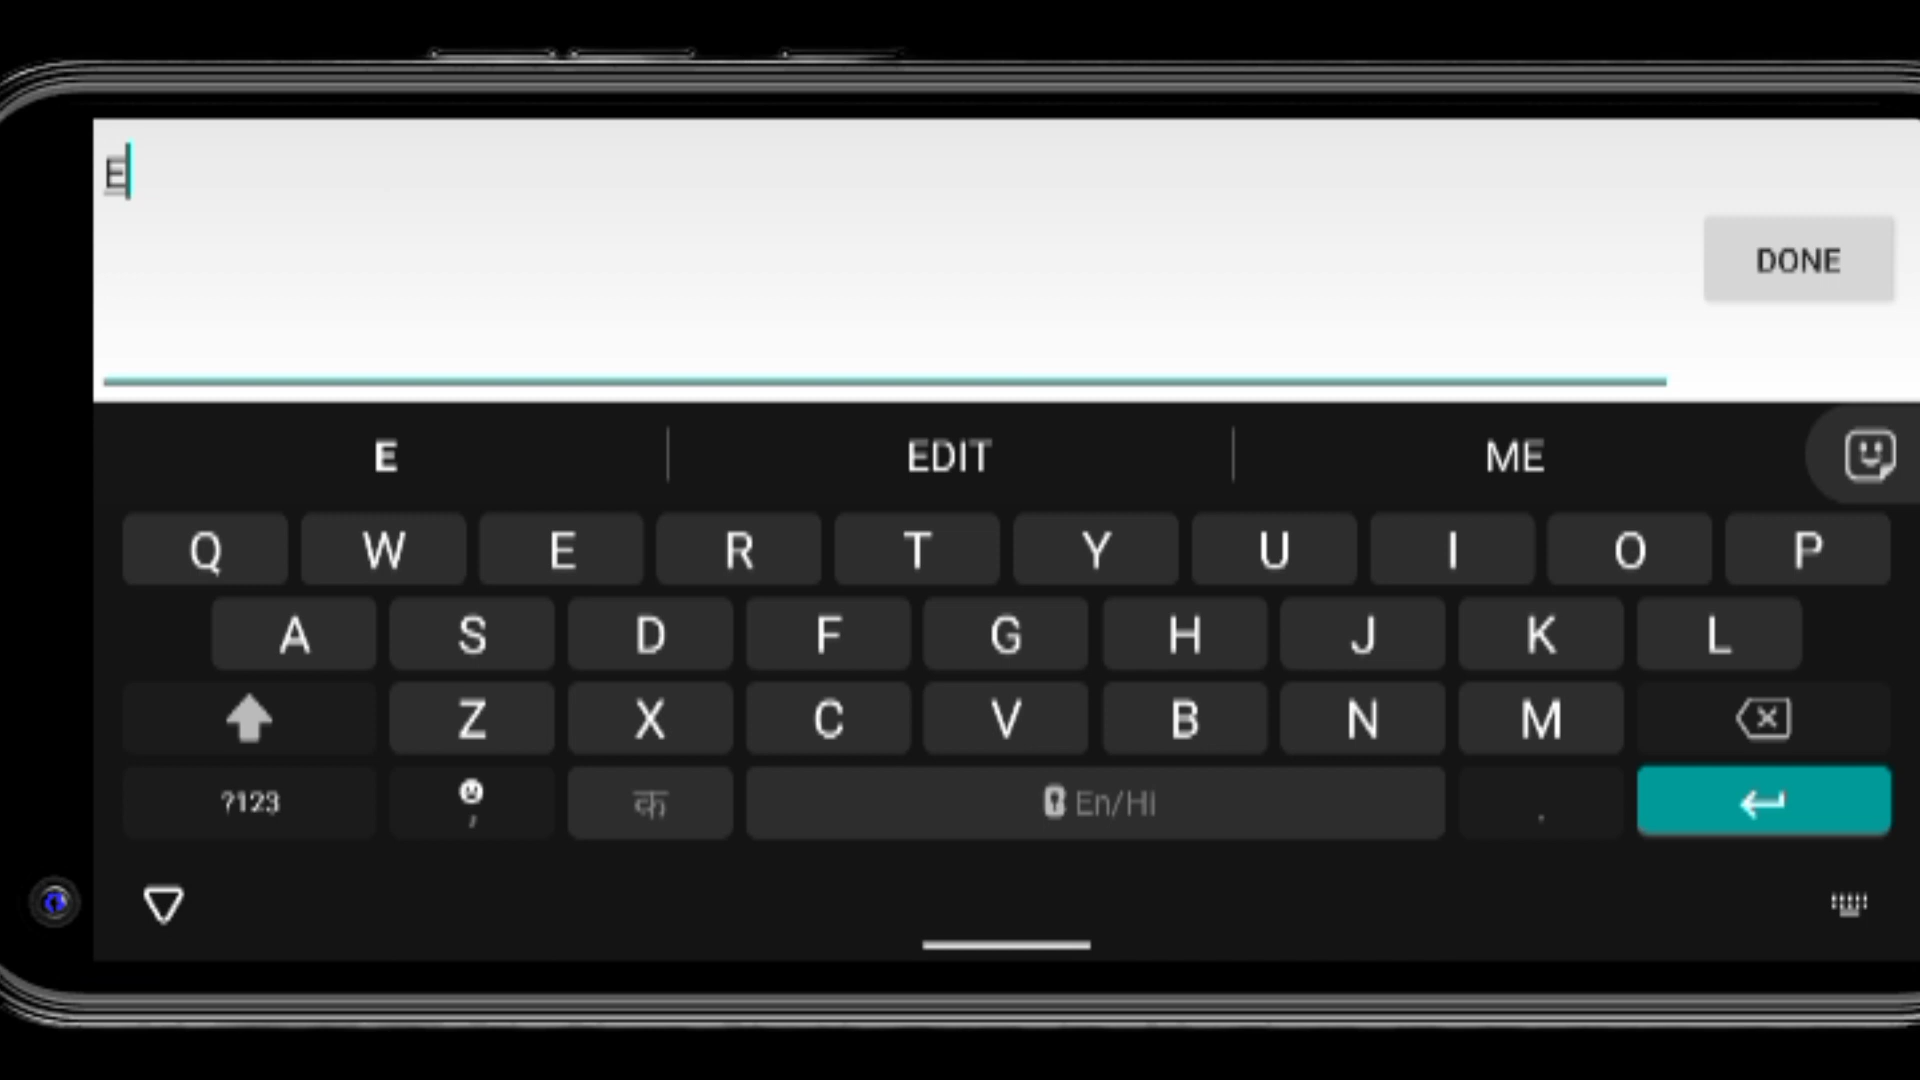 E
DONE
E EDIT ME
Q W E R T Y U I O P
A S D F G H J K L
Z X C V B N M
?123 , क En/Hi .